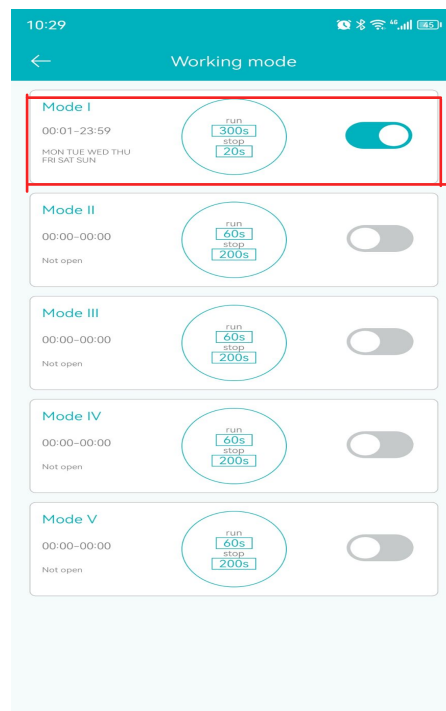 10:29
4G
45
Working mode
Mode I
00:01-23:59
MON TUE WED THU
FRI SAT SUN
run
300s
stop
20s
Mode II
00:00-00:00
Not open
run
60s
stop
200s
Mode III
00:00-00:00
Not open
run
60s
stop
200s
Mode IV
00:00-00:00
Not open
run
60s
stop
200s
Mode V
00:00-00:00
Not open
run
60s
stop
200s